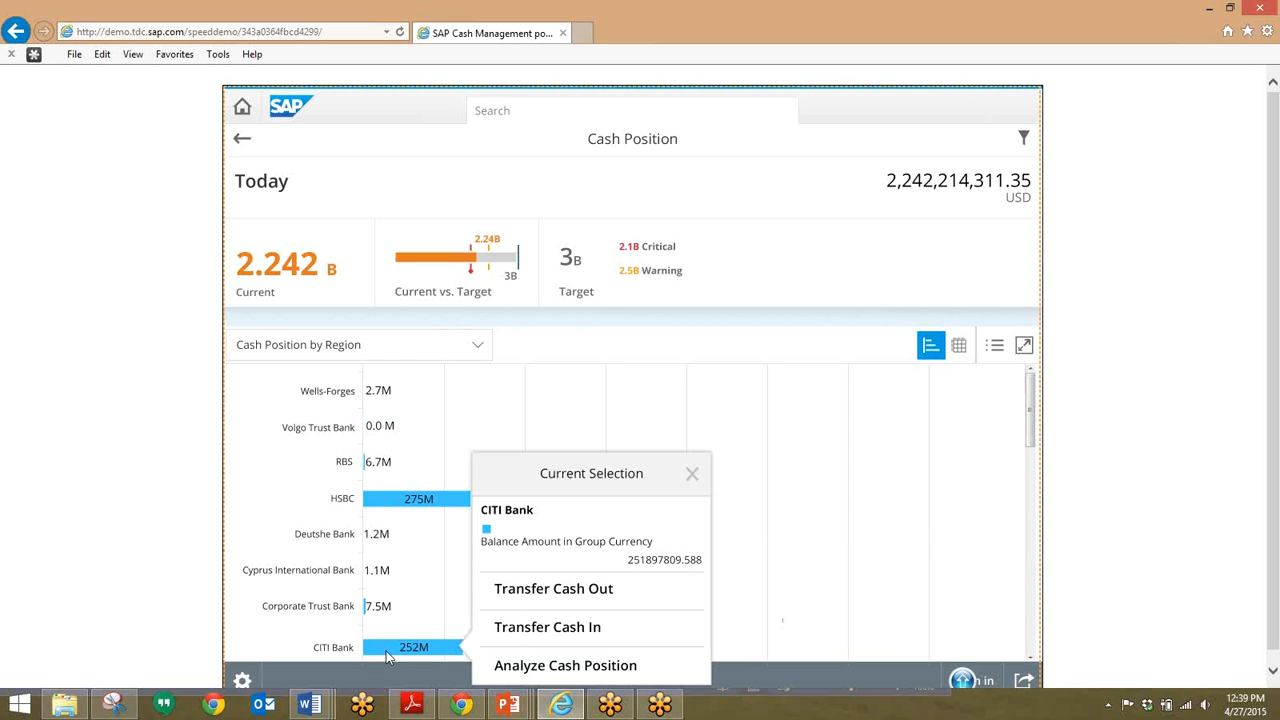 http://demo.tdc.sap.com/speeddemo/343a0364fbcd4299/
SAP Cash Management po...
File Edit View Favorites Tools Help
SAP
Search
Cash Position
Today
2,242,214,311.35
USD
2.242 B
Current
2.24B
3B
Current vs. Target
3B
Target
2.1B Critical
2.5B Warning
Cash Position by Region
Wells-Forges 2.7M
Volgo Trust Bank 0.0 M
RBS 6.7M
HSBC 275M
Deutshe Bank 1.2M
Cyprus International Bank 1.1M
Corporate Trust Bank 7.5M
CITI Bank 252M
Current Selection
CITI Bank
Balance Amount in Group Currency
251897809.588
Transfer Cash Out
Transfer Cash In
Analyze Cash Position
in
12:39 PM
4/27/2015